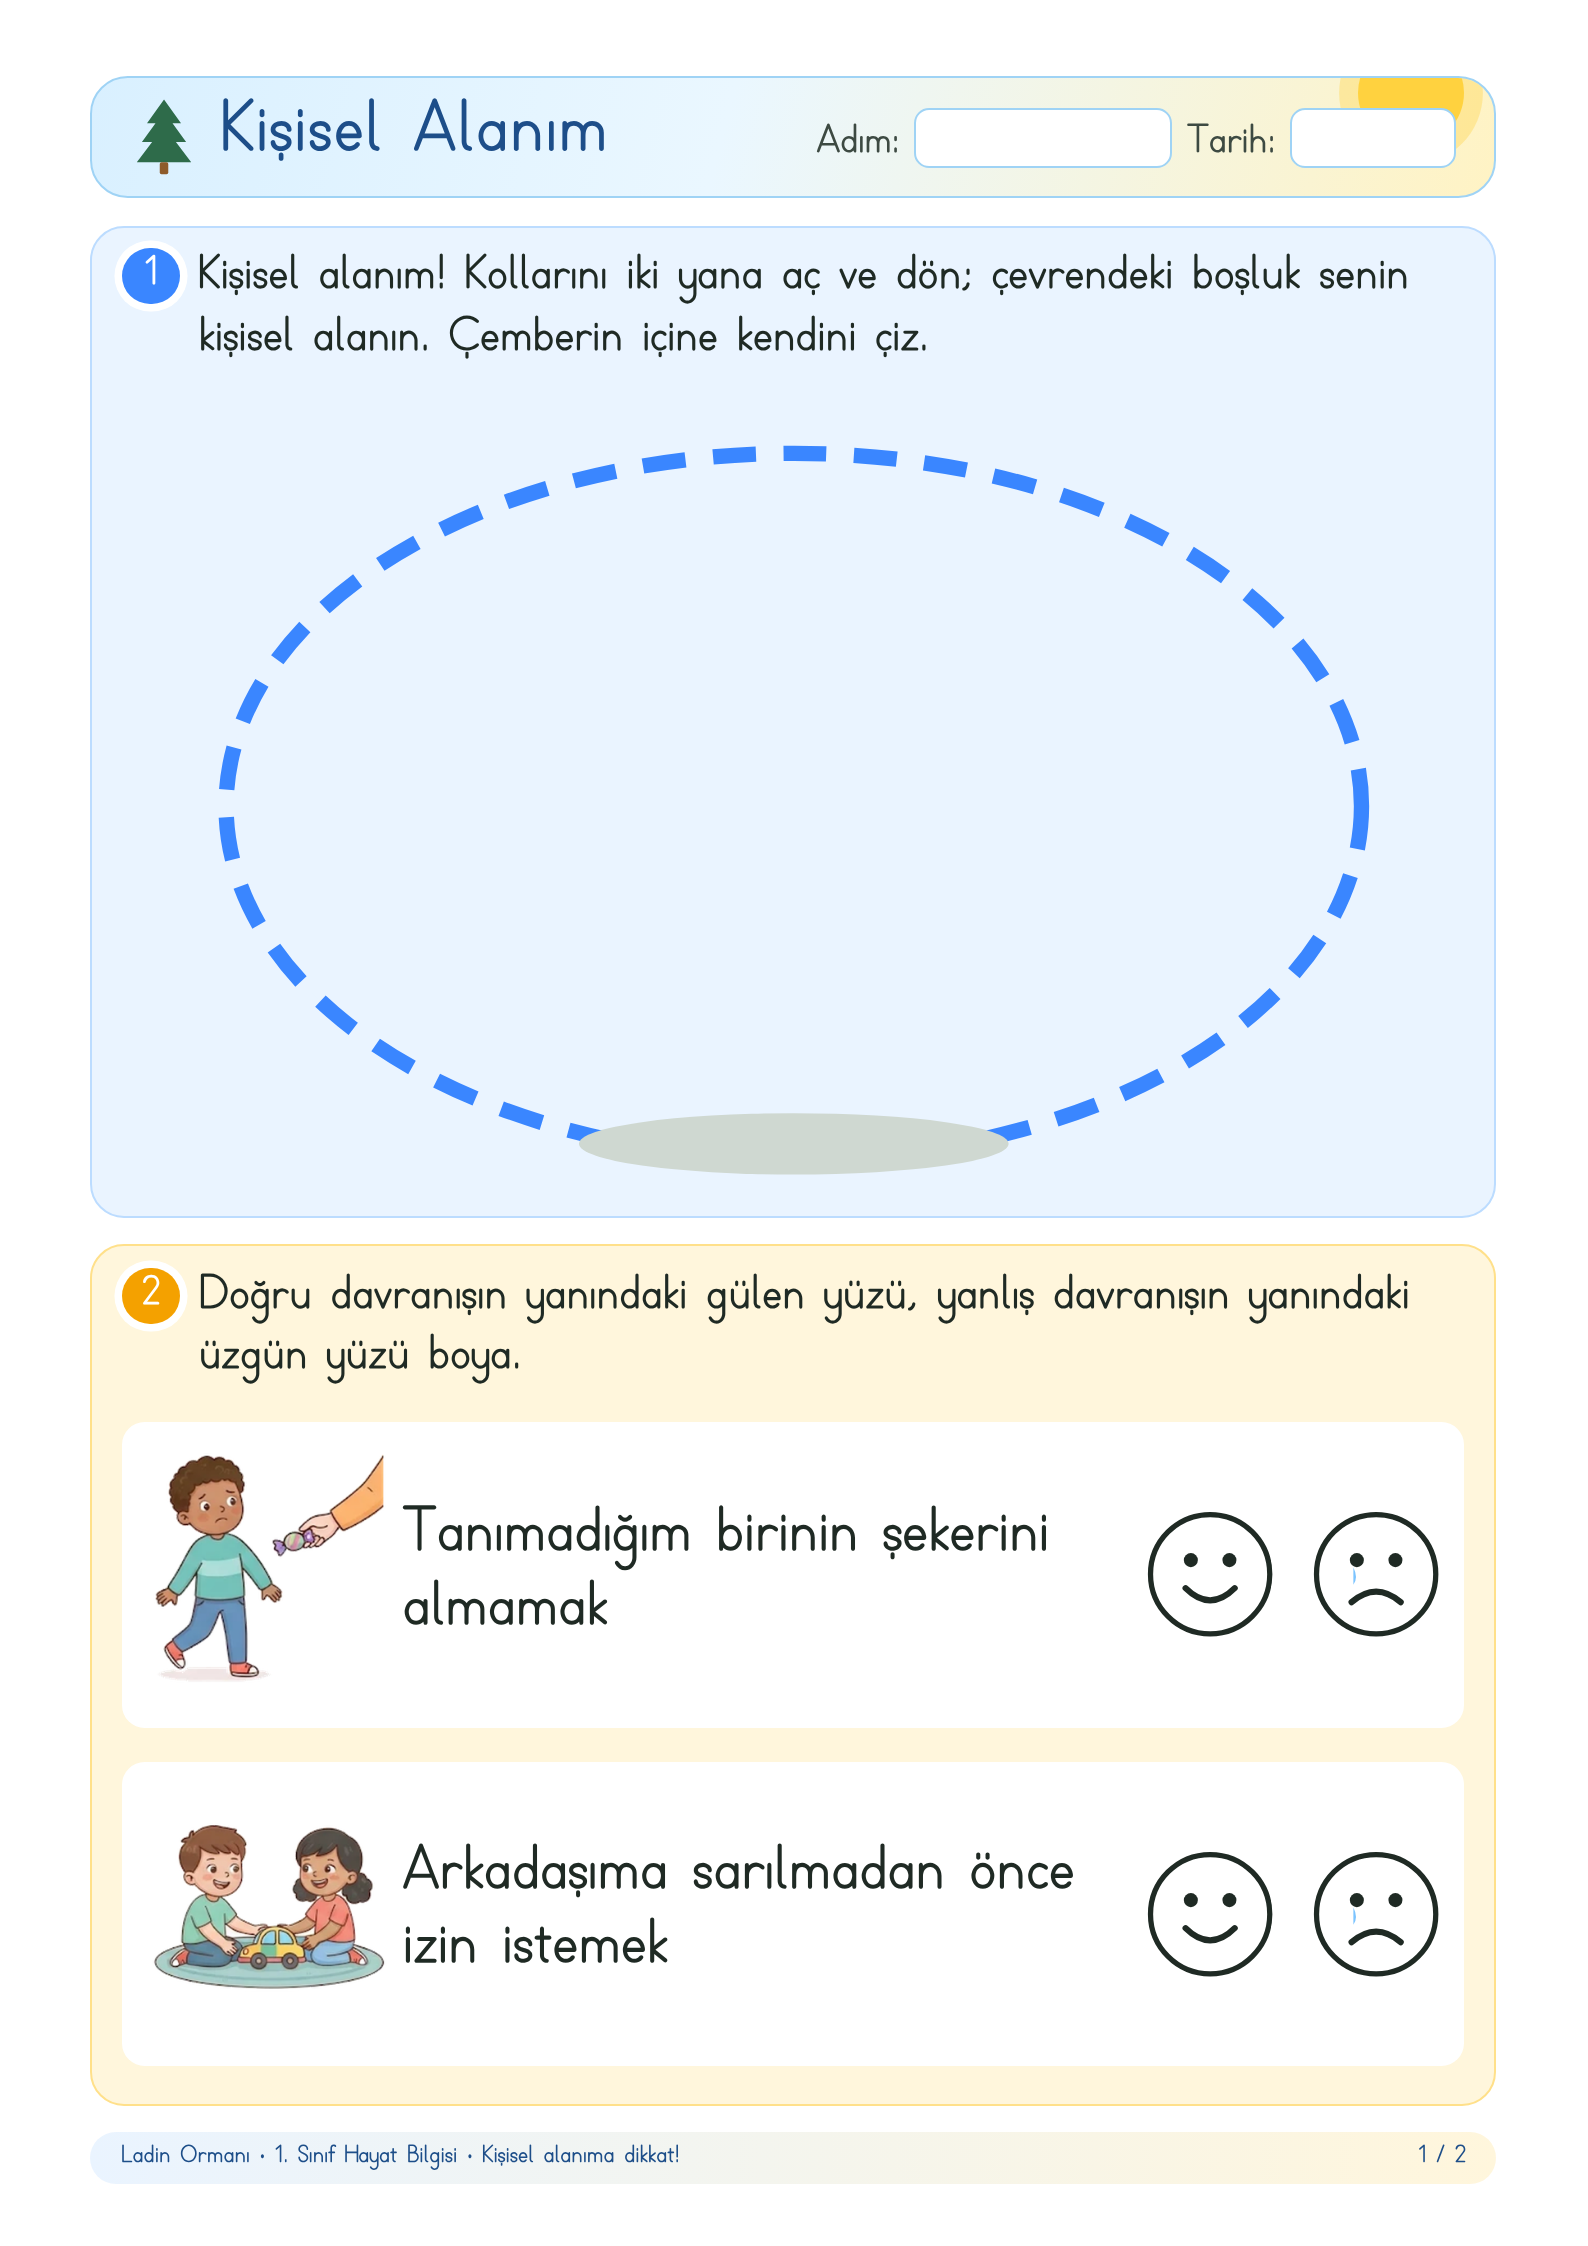 Kişisel Alanım
Adım:
Tarih:
1
Kişisel alanım! Kollarını iki yana aç ve dön; çevrendeki boşluk senin
kişisel alanın. Çemberin içine kendini çiz.
2
Doğru davranışın yanındaki gülen yüzü, yanlış davranışın yanındaki
üzgün yüzü boya.
Tanımadığım birinin şekerini
almamak
Arkadaşıma sarılmadan önce
izin istemek
Ladin Ormanı • 1. Sınıf Hayat Bilgisi • Kişisel alanıma dikkat!
1 / 2